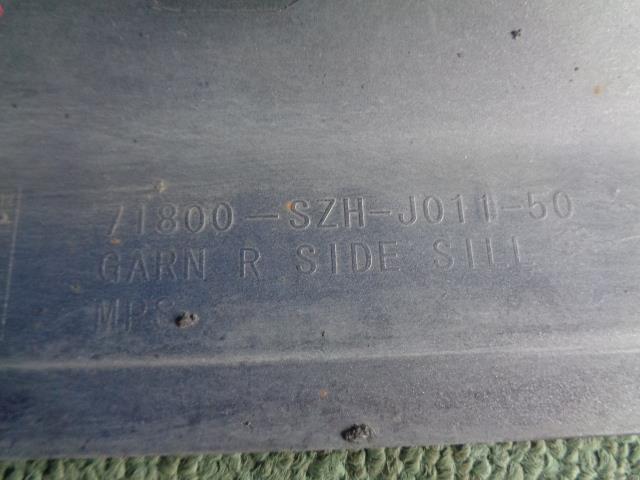 71800-SZH-J011-50
GARN R SIDE SILL
MPS